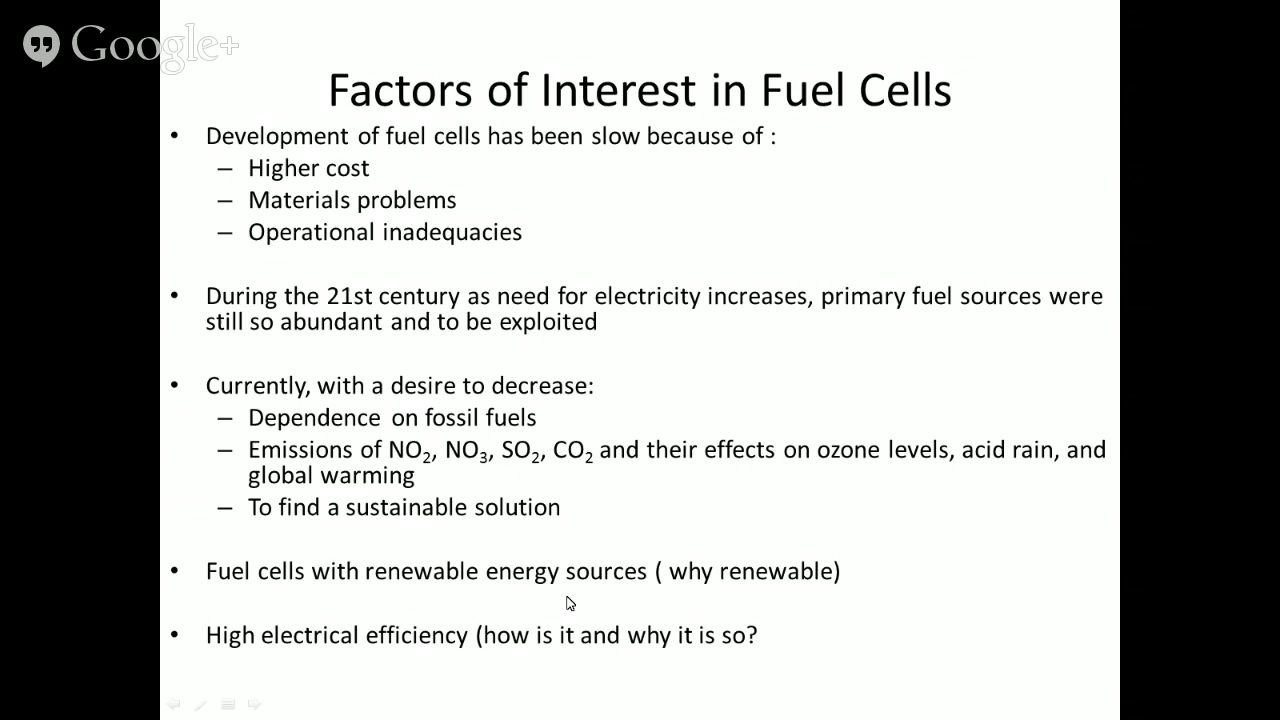 Google+
Factors of Interest in Fuel Cells
• Development of fuel cells has been slow because of :
– Higher cost
– Materials problems
– Operational inadequacies
• During the 21st century as need for electricity increases, primary fuel sources were
still so abundant and to be exploited
• Currently, with a desire to decrease:
– Dependence on fossil fuels
– Emissions of NO₂, NO₃, SO₂, CO₂ and their effects on ozone levels, acid rain, and
global warming
– To find a sustainable solution
• Fuel cells with renewable energy sources ( why renewable)
• High electrical efficiency (how is it and why it is so?